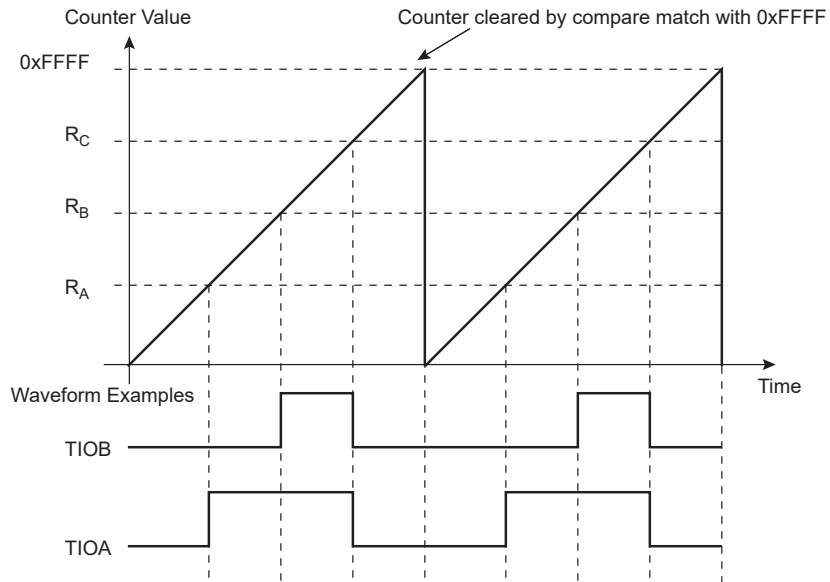 Counter Value
Counter cleared by compare match with 0xFFFF
0xFFFF
RC
RB
RA
Time
Waveform Examples
TIOB
TIOA